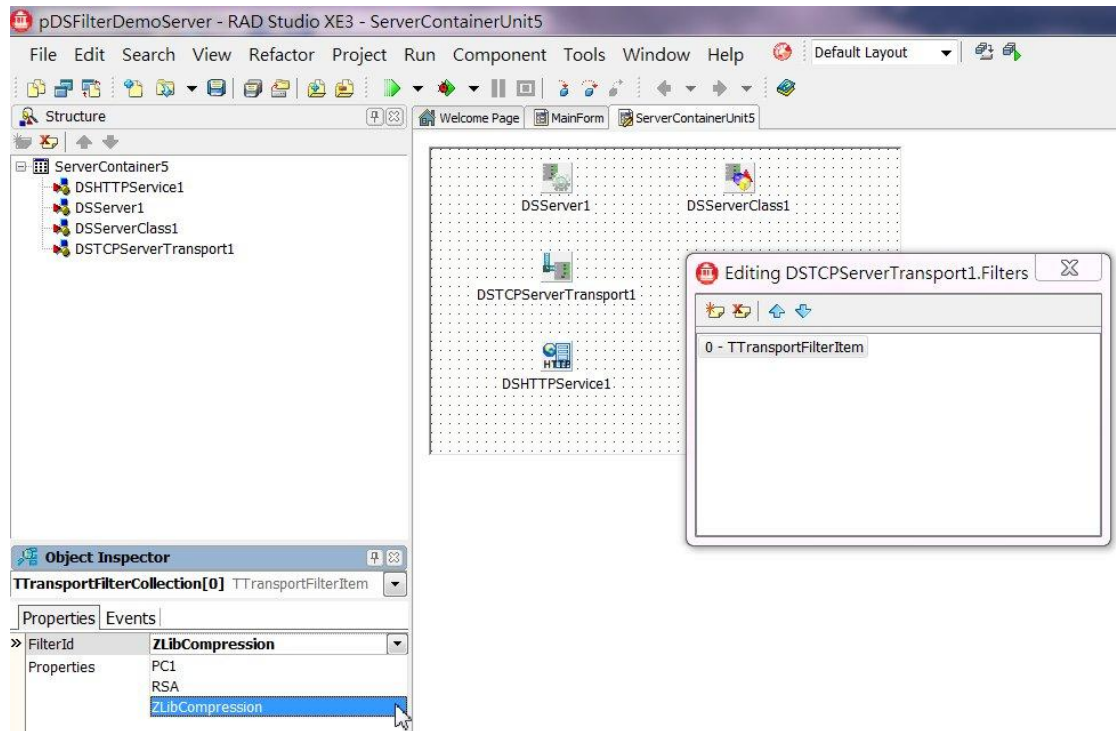 pDSFilterDemoServer - RAD Studio XE3 - ServerContainerUnit5
File Edit Search View Refactor Project Run Component Tools Window Help Default Layout
Structure
Welcome Page MainForm ServerContainerUnit5
ServerContainer5
DSHTTPService1
DSServer1
DSServerClass1
DSTCPServerTransport1
DSServer1 DSServerClass1
DSTCPServerTransport1
HTTP
DSHTTPService1
Editing DSTCPServerTransport1.Filters
0 - TTransportFilterItem
Object Inspector
TTransportFilterCollection[0] TTransportFilterItem
Properties Events
FilterId ZLibCompression
Properties PC1
RSA
ZLibCompression